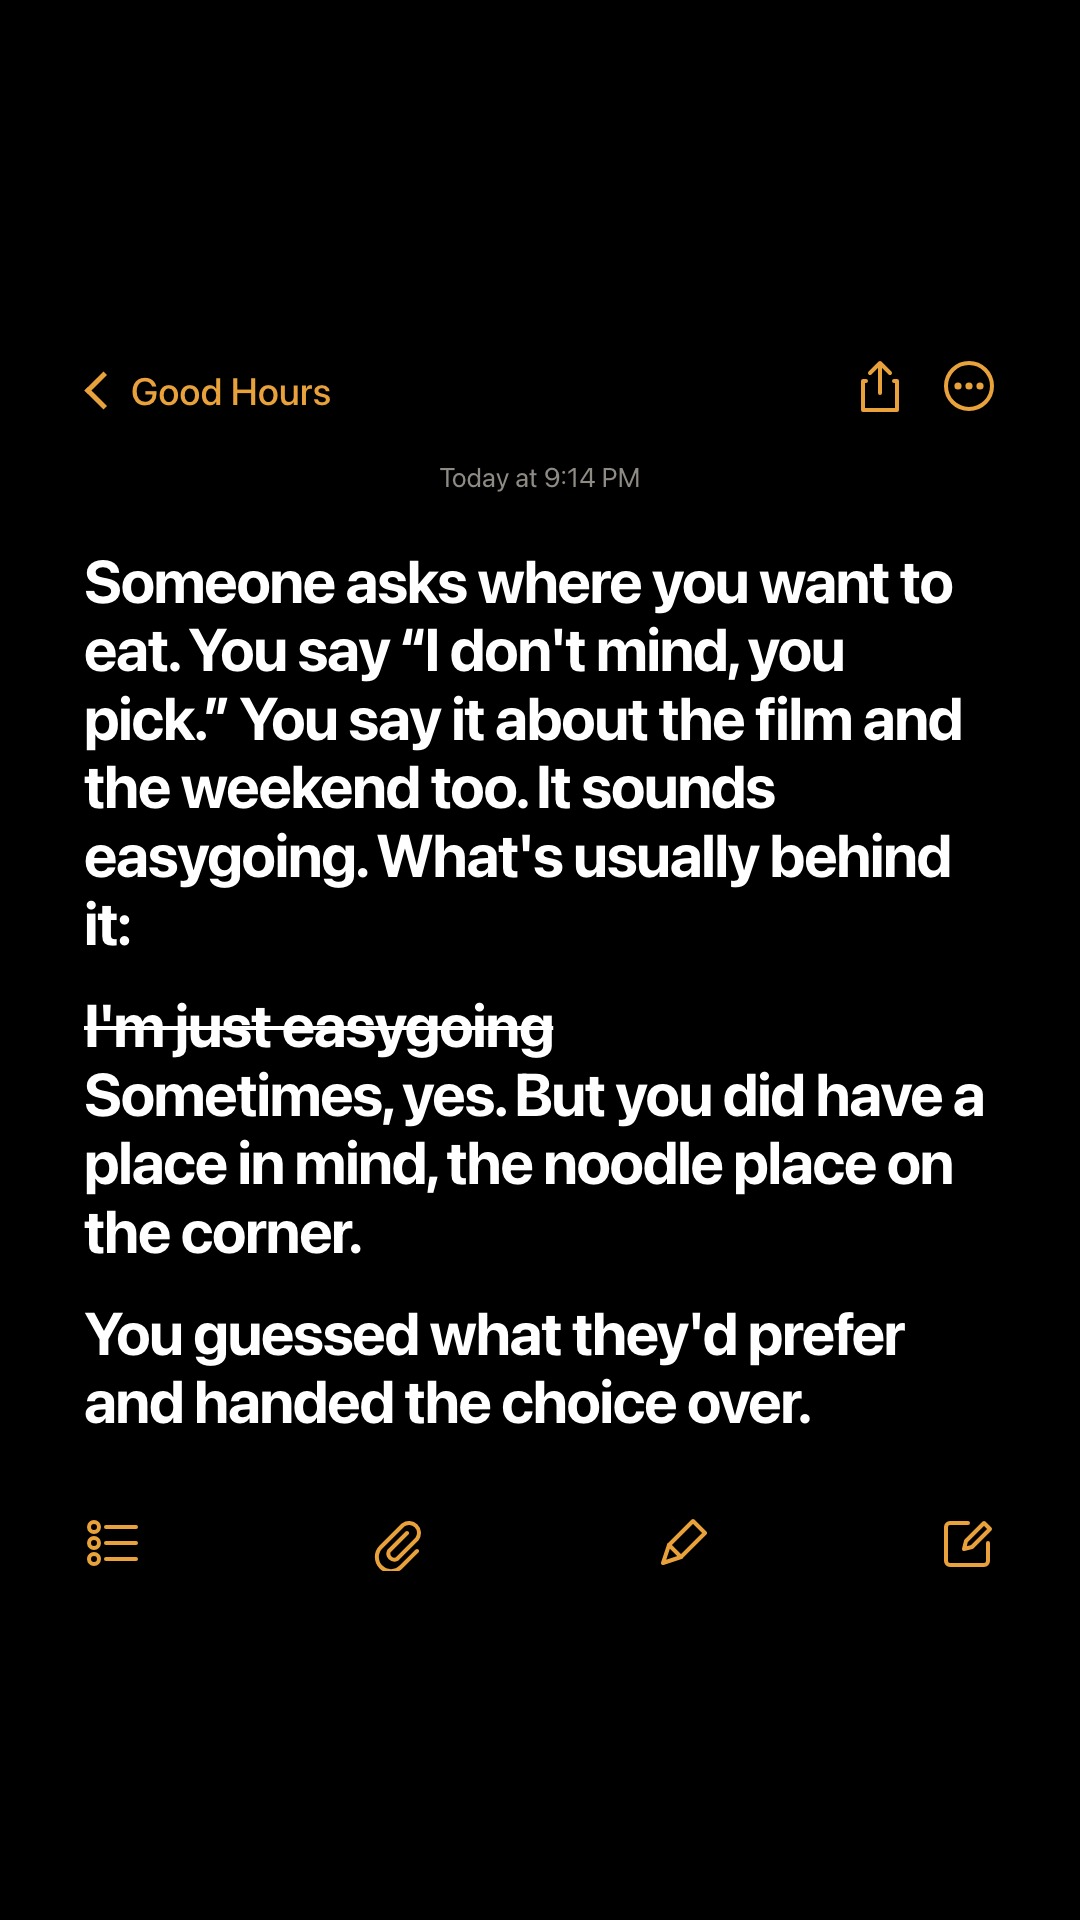 Good Hours
Today at 9:14 PM
Someone asks where you want to
eat. You say “I don't mind, you
pick.” You say it about the film and
the weekend too. It sounds
easygoing. What's usually behind
it:
I'm just easygoing
Sometimes, yes. But you did have a
place in mind, the noodle place on
the corner.
You guessed what they'd prefer
and handed the choice over.